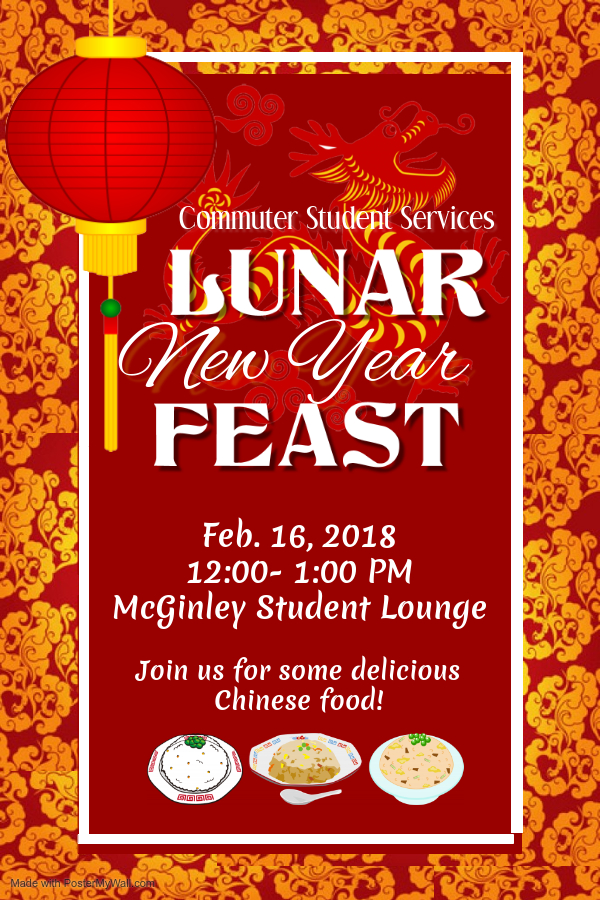 Commuter Student Services
LUNAR
New Year
FEAST
Feb. 16, 2018
12:00- 1:00 PM
McGinley Student Lounge
Join us for some delicious
Chinese food!
Made with PosterMyWall.com